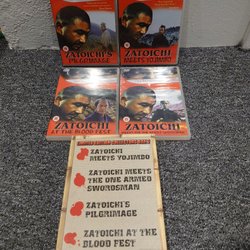 ZATOICHI'S
PILGRIMAGE
ZATOICHI
MEETS YOJIMBO
ZATOICHI
AT THE BLOOD FEST
ZATOICHI
ZATOICHI
MEETS YOJIMBO
ZATOICHI MEETS
THE ONE ARMED
SWORDSMAN
ZATOICHI'S
PILGRIMAGE
ZATOICHI AT THE
BLOOD FEST